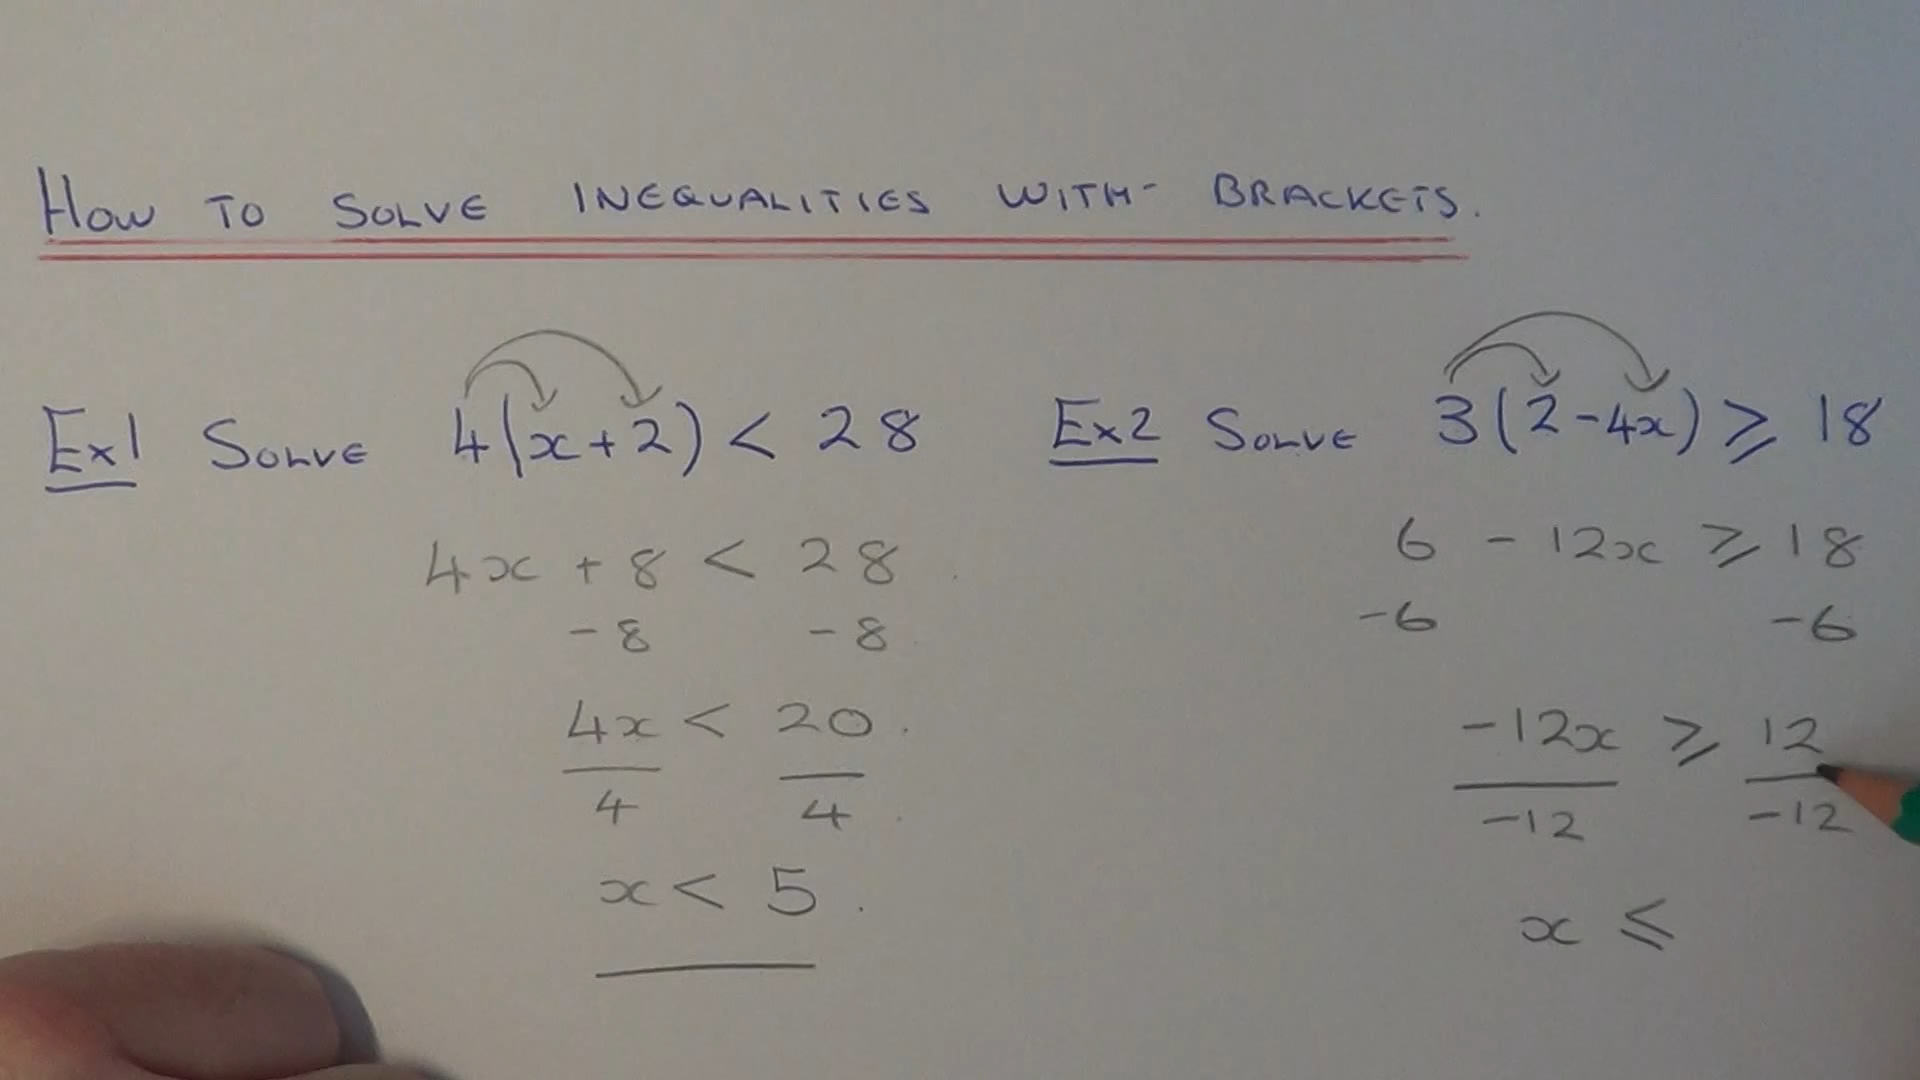 HOW TO SOLVE INEQUALITIES WITH BRACKETS.
Ex1 SOLVE 4(x+2) < 28
4x + 8 < 28
-8 -8
4x < 20
4 4
x < 5
Ex2 SOLVE 3(2-4x) ⩾ 18
6 - 12x ⩾ 18
-6 -6
-12x ⩾ 12
-12 -12
x ⩽